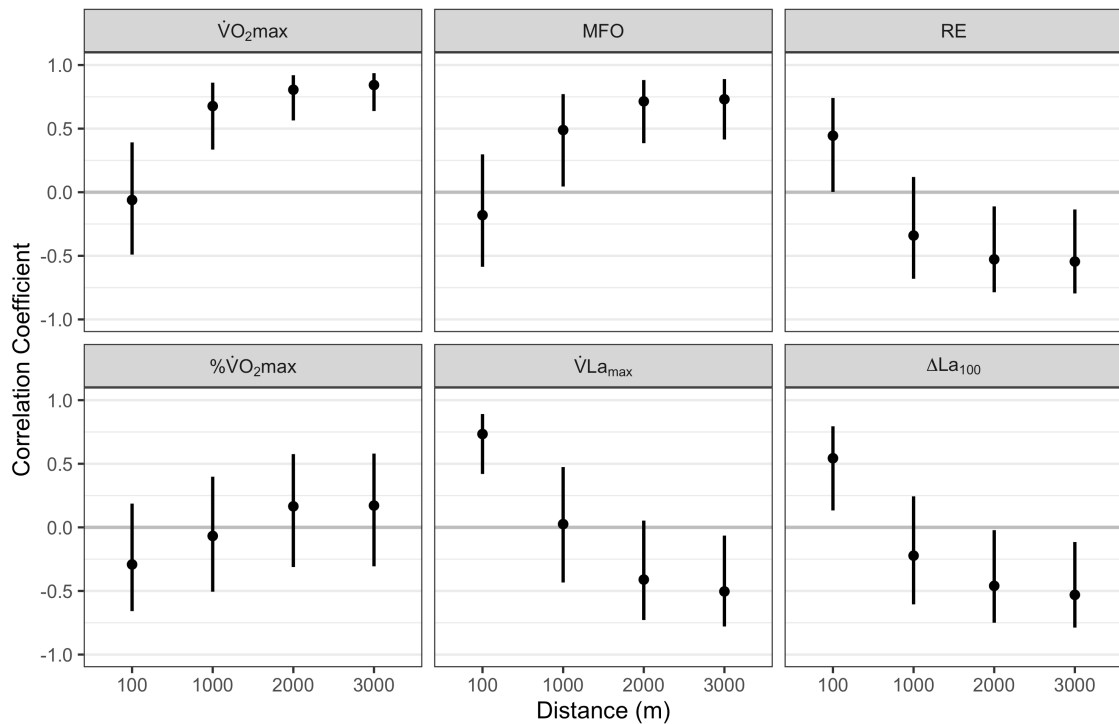 V̇O₂max MFO RE
1.0
0.5
0.0
-0.5
-1.0
%V̇O₂max V̇Laₘₐₓ ΔLa₁₀₀
1.0
0.5
0.0
-0.5
-1.0
Correlation Coefficient
100 1000 2000 3000 100 1000 2000 3000 100 1000 2000 3000
Distance (m)